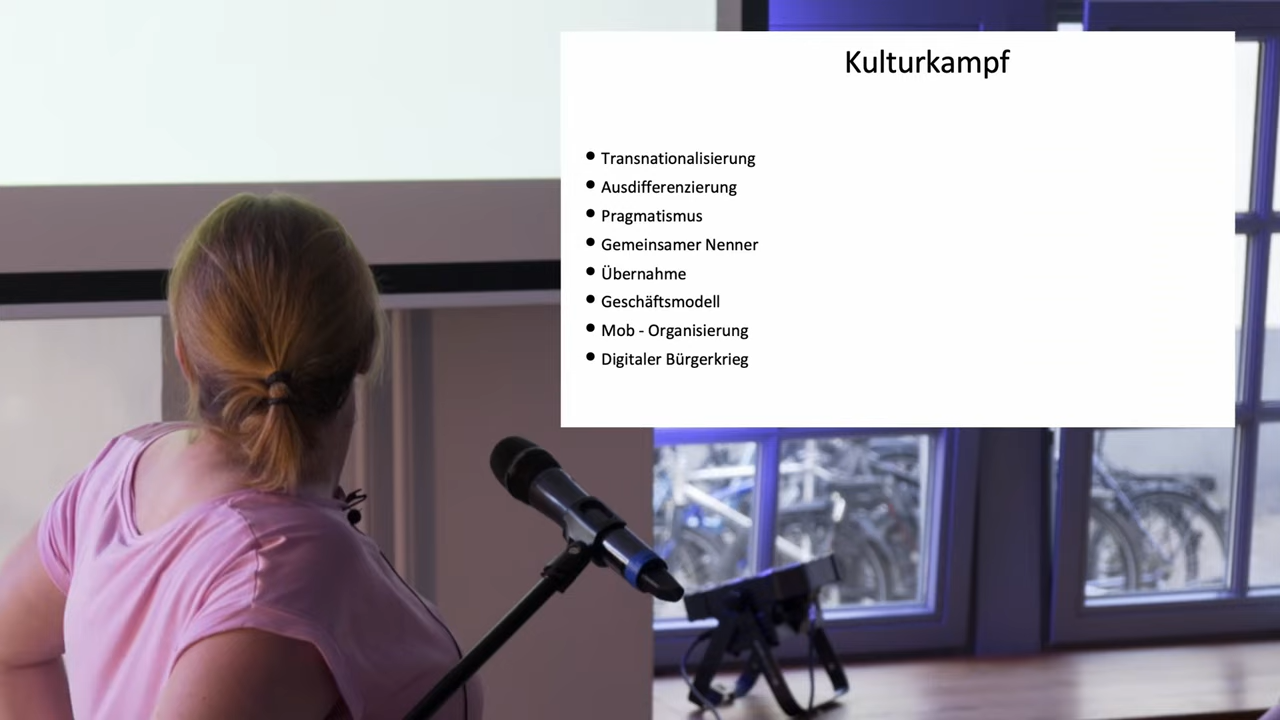 Kulturkampf
Transnationalisierung
Ausdifferenzierung
Pragmatismus
Gemeinsamer Nenner
Übernahme
Geschäftsmodell
Mob - Organisierung
Digitaler Bürgerkrieg